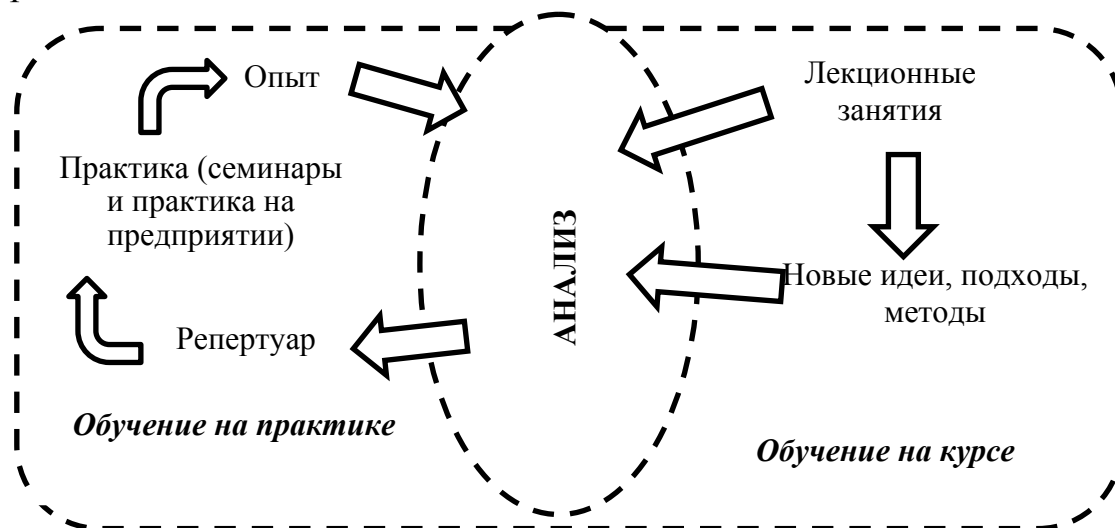 Опыт
Практика (семинары
и практика на
предприятии)
Репертуар
Обучение на практике
АНАЛИЗ
Лекционные
занятия
Новые идеи, подходы,
методы
Обучение на курсе